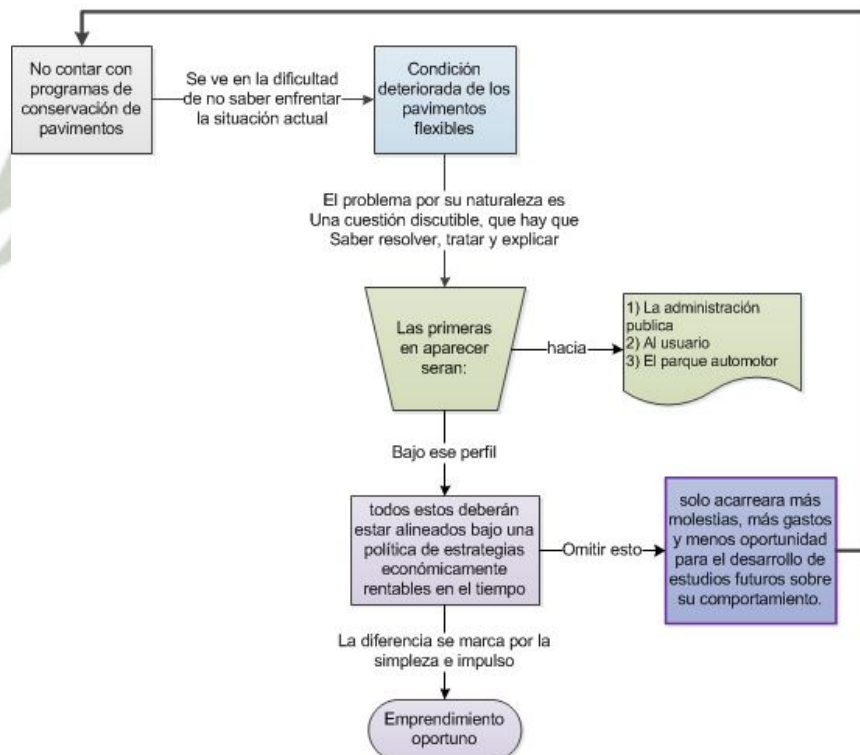 No contar con
programas de
conservación de
pavimentos
Se ve en la dificultad
de no saber enfrentar
la situación actual
Condición
deteriorada de los
pavimentos
flexibles
El problema por su naturaleza es
Una cuestión discutible, que hay que
Saber resolver, tratar y explicar
Las primeras
en aparecer
seran:
hacia
1) La administración
publica
2) Al usuario
3) El parque automotor
Bajo ese perfil
todos estos deberán
estar alineados bajo una
política de estrategias
económicamente
rentables en el tiempo
Omitir esto
solo acarreara más
molestias, más gastos
y menos oportunidad
para el desarrollo de
estudios futuros sobre
su comportamiento.
La diferencia se marca por la
simpleza e impulso
Emprendimiento
oportuno